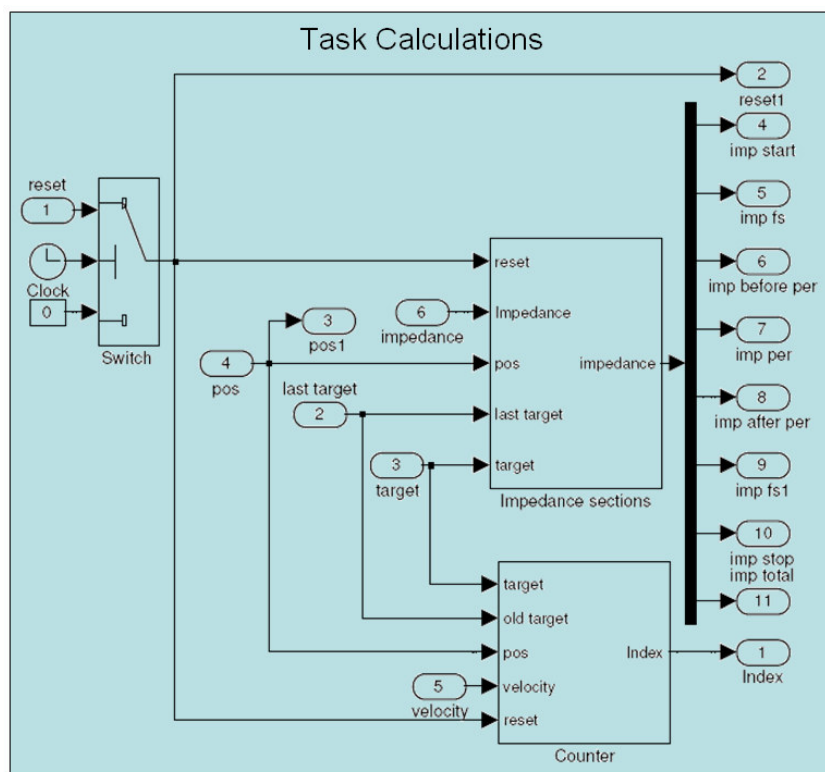 Task Calculations
2
reset1
4
imp start
reset
1
5
imp fs
Clock
0
Switch
reset
6
imp before per
6
impedance
Impedance
3
pos1
7
imp per
4
pos
pos
impedance
last target
2
last target
8
imp after per
3
target
target
9
imp fs1
Impedance sections
10
imp stop
imp total
11
target
old target
pos
Index
1
Index
5
velocity
velocity
reset
Counter